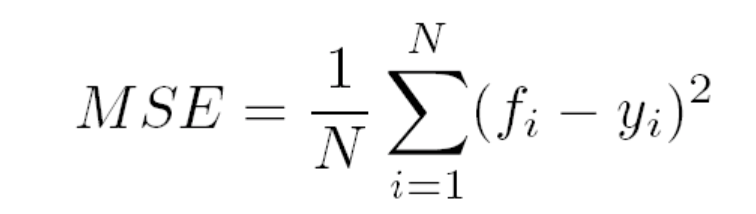 MSE = \frac{1}{N} \sum_{i=1}^{N} (f_i - y_i)^2